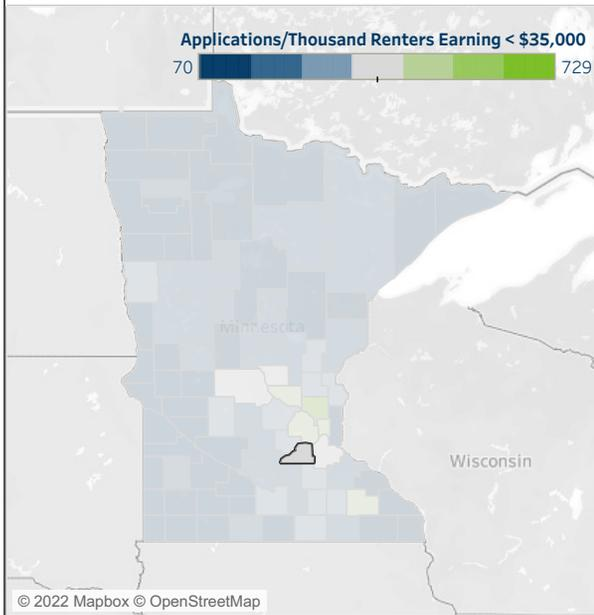 Applications/Thousand Renters Earning < $35,000
70 729
Minnesota
Wisconsin
© 2022 Mapbox © OpenStreetMap